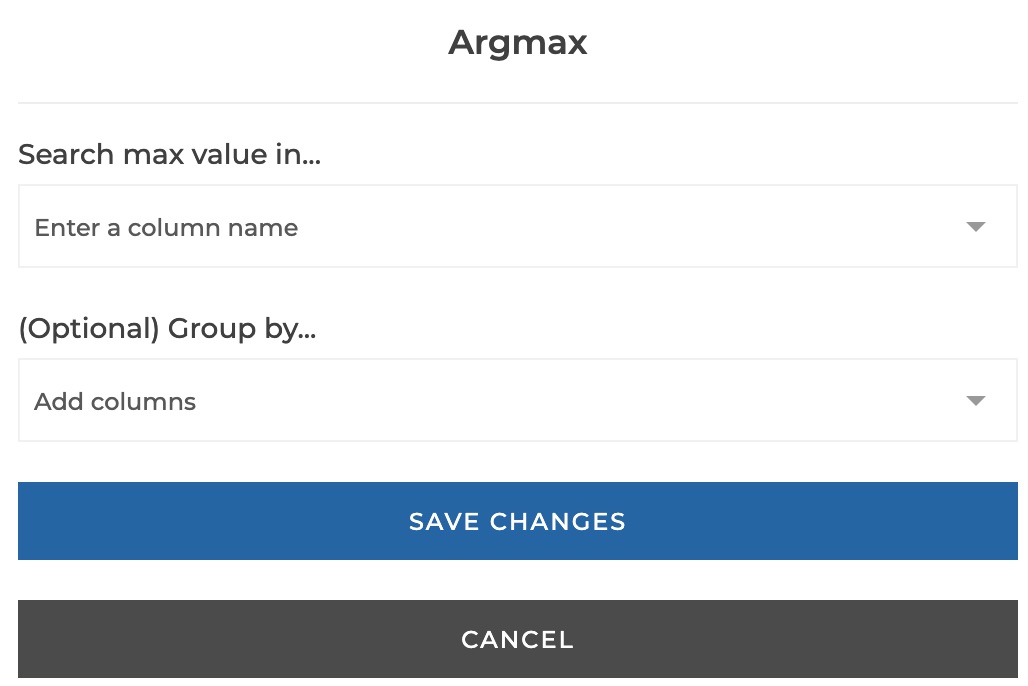 Argmax
Search max value in...
Enter a column name
(Optional) Group by...
Add columns
SAVE CHANGES
CANCEL